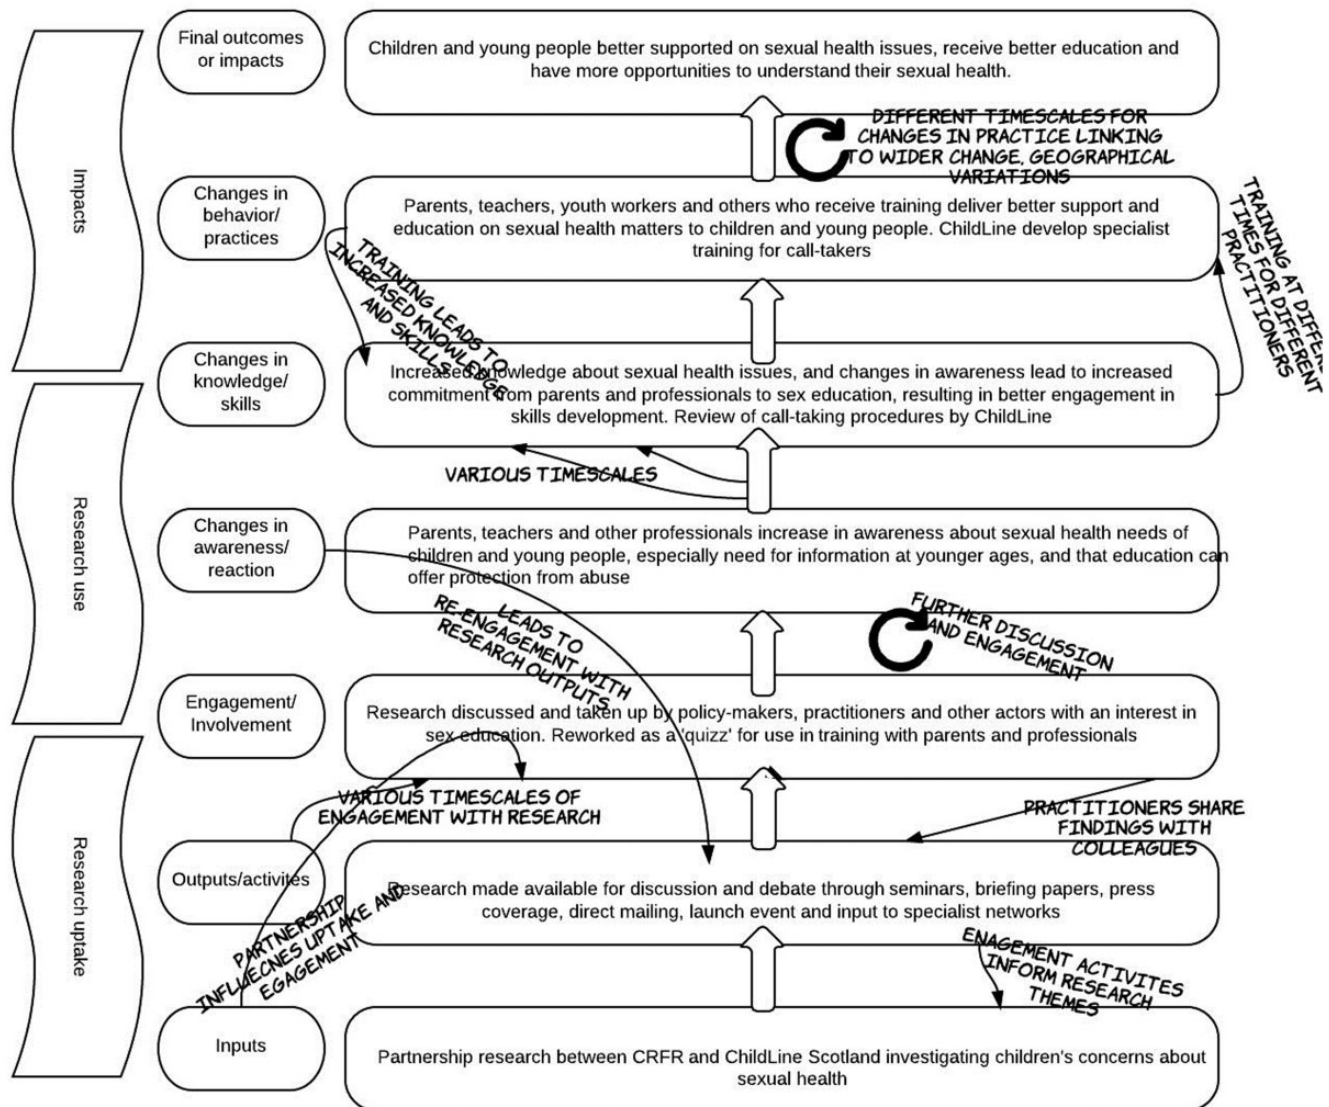 Final outcomes
or impacts
Children and young people better supported on sexual health issues, receive better education and
have more opportunities to understand their sexual health.
DIFFERENT TIMESCALES FOR
CHANGES IN PRACTICE LINKING
TO WIDER CHANGE. GEOGRAPHICAL
VARIATIONS
Impacts
Changes in
behavior/
practices
Parents, teachers, youth workers and others who receive training deliver better support and
education on sexual health matters to children and young people. ChildLine develop specialist
training for call-takers
TRAINING AT DIFFERE
TIMES FOR DIFFERENT
PRACTITIONERS
TRAINING LEADS TO
INCREASED KNOWLEDGE
AND SKILLS
Changes in
knowledge/
skills
Increased knowledge about sexual health issues, and changes in awareness lead to increased
commitment from parents and professionals to sex education, resulting in better engagement in
skills development. Review of call-taking procedures by ChildLine
VARIOUS TIMESCALES
Research use
Changes in
awareness/
reaction
Parents, teachers and other professionals increase in awareness about sexual health needs of
children and young people, especially need for information at younger ages, and that education can
offer protection from abuse
LEADS TO
RE-ENGAGEMENT WITH
RESEARCH OUTPUTS
FURTHER DISCUSSION
AND ENGAGEMENT
Engagement/
Involvement
Research discussed and taken up by policy-makers, practitioners and other actors with an interest in
sex education. Reworked as a 'quizz' for use in training with parents and professionals
VARIOUS TIMESCALES OF
ENGAGEMENT WITH RESEARCH
PRACTITIONERS SHARE
FINDINGS WITH
COLLEAGUES
Research uptake
Outputs/activites
Research made available for discussion and debate through seminars, briefing papers, press
coverage, direct mailing, launch event and input to specialist networks
PARTNERSHIP
INFLUECNES UPTAKE AND
EGAGEMENT
ENAGEMENT ACTIVITES
INFORM RESEARCH
THEMES
Inputs
Partnership research between CRFR and ChildLine Scotland investigating children's concerns about
sexual health